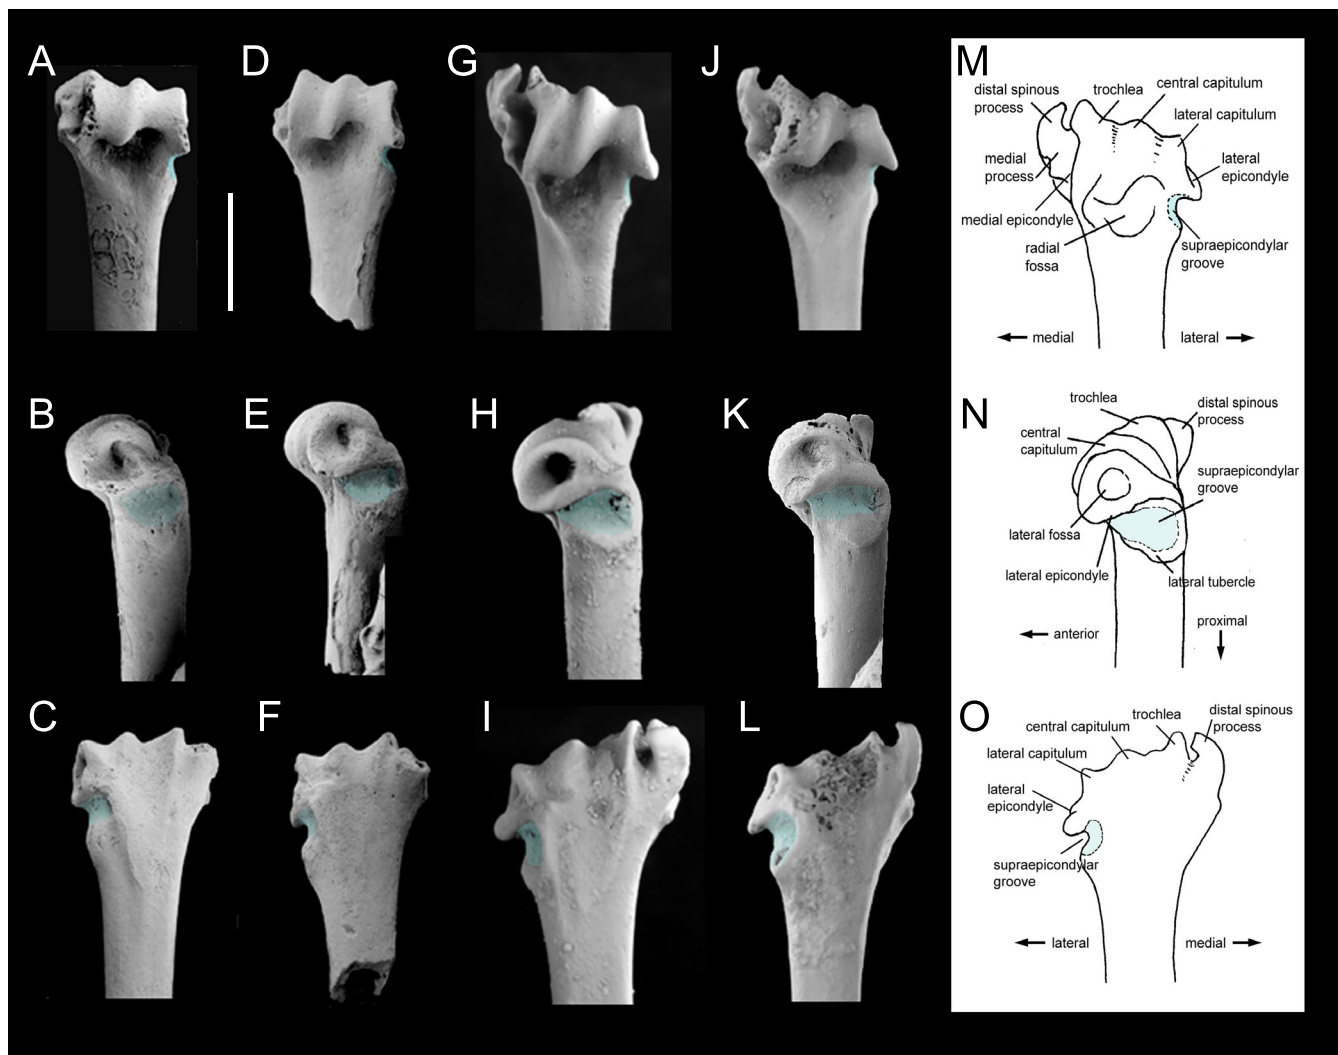 A
D
G
J
M
distal spinous
process
trochlea
central capitulum
lateral capitulum
medial
process
lateral
epicondyle
medial epicondyle
radial
fossa
supraepicondylar
groove
medial
lateral
B
E
H
K
N
trochlea
distal spinous
process
central
capitulum
supraepicondylar
groove
lateral fossa
lateral epicondyle
lateral tubercle
proximal
anterior
C
F
I
L
O
distal spinous
process
trochlea
central capitulum
lateral capitulum
lateral
epicondyle
supraepicondylar
groove
lateral
medial